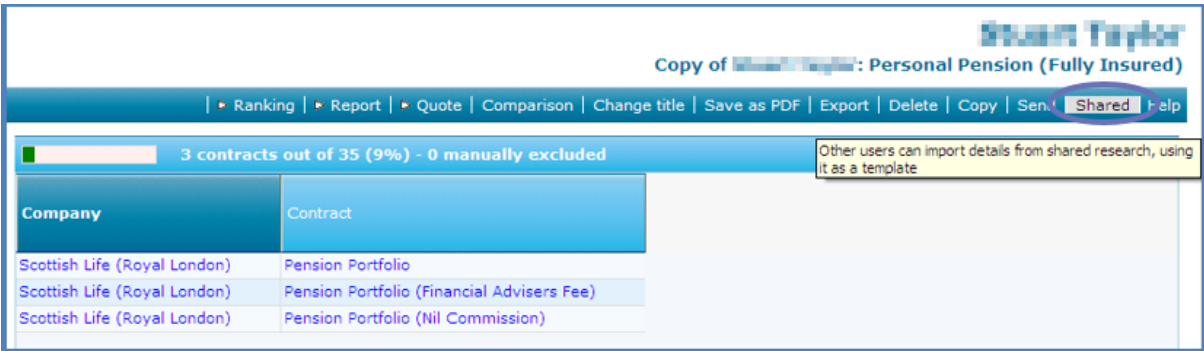 Copy of : Personal Pension (Fully Insured)
| Ranking | Report | Quote | Comparison | Change title | Save as PDF | Export | Delete | Copy | Send Shared Help
3 contracts out of 35 (9%) - 0 manually excluded
Other users can import details from shared research, using
it as a template
Company Contract
Scottish Life (Royal London) Pension Portfolio
Scottish Life (Royal London) Pension Portfolio (Financial Advisers Fee)
Scottish Life (Royal London) Pension Portfolio (Nil Commission)